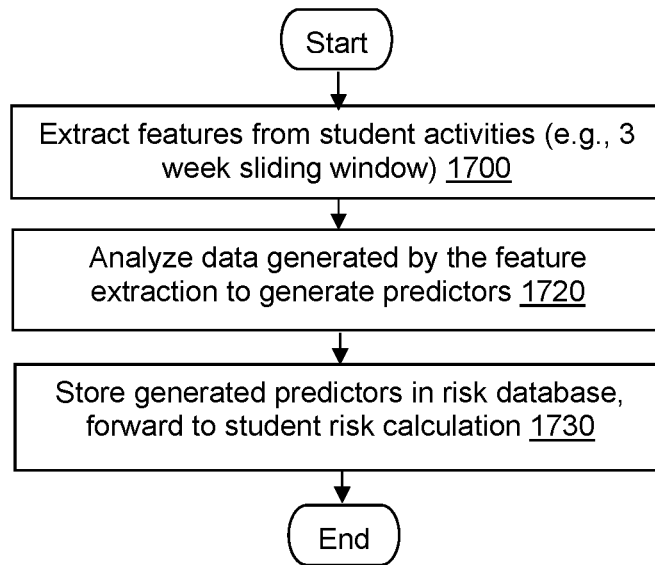 Start
Extract features from student activities (e.g., 3
week sliding window) 1700
Analyze data generated by the feature
extraction to generate predictors 1720
Store generated predictors in risk database,
forward to student risk calculation 1730
End